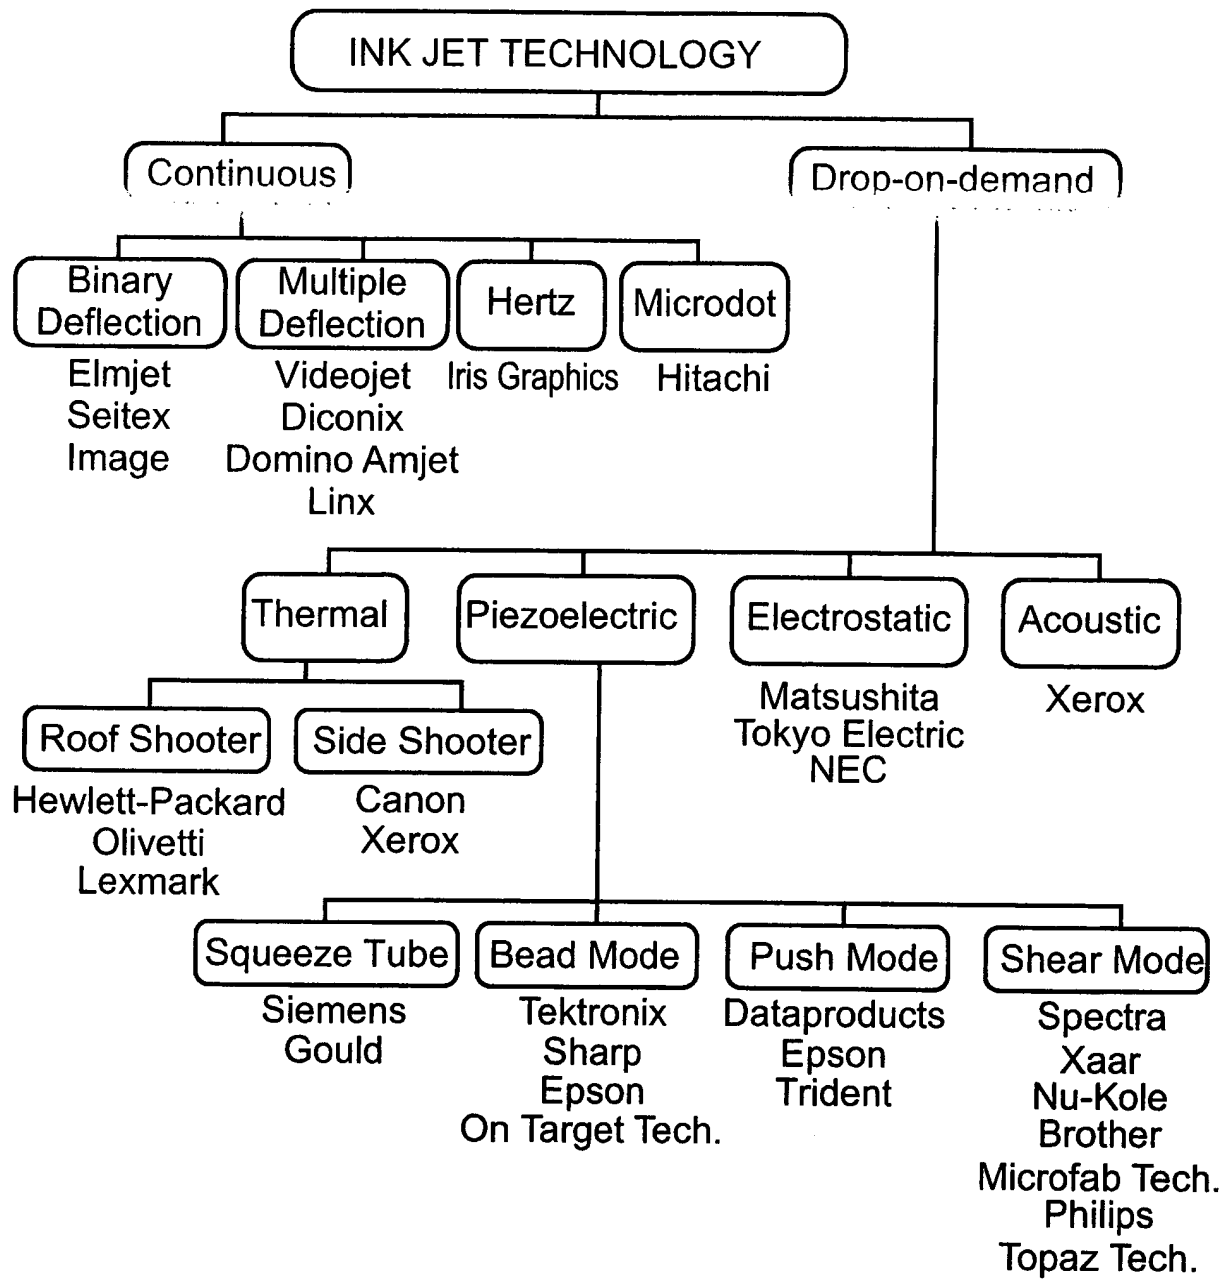 INK JET TECHNOLOGY
Continuous
Drop-on-demand
Binary
Deflection
Multiple
Deflection
Hertz
Microdot
Elmjet
Seitex
Image
Videojet
Diconix
Domino Amjet
Linx
Iris Graphics
Hitachi
Thermal
Piezoelectric
Electrostatic
Acoustic
Matsushita
Tokyo Electric
NEC
Xerox
Roof Shooter
Side Shooter
Hewlett-Packard
Olivetti
Lexmark
Canon
Xerox
Squeeze Tube
Bead Mode
Push Mode
Shear Mode
Siemens
Gould
Tektronix
Sharp
Epson
On Target Tech.
Dataproducts
Epson
Trident
Spectra
Xaar
Nu-Kole
Brother
Microfab Tech.
Philips
Topaz Tech.